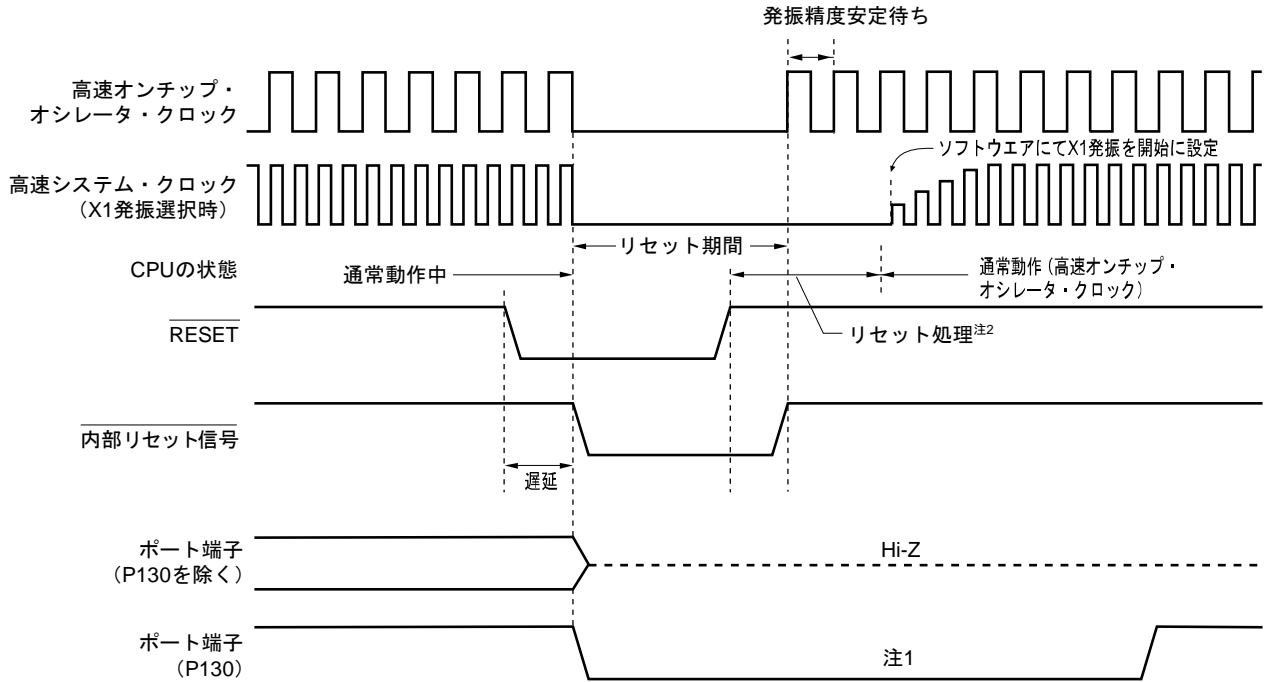 発振精度安定待ち
高速オンチップ・
オシレータ・クロック
ソフトウエアにてX1発振を開始に設定
高速システム・クロック
（X1発振選択時）
リセット期間
CPUの状態
通常動作中
通常動作（高速オンチップ・
オシレータ・クロック）
RESET
リセット処理注2
内部リセット信号
遅延
ポート端子
（P130を除く）
Hi-Z
ポート端子
（P130）
注1